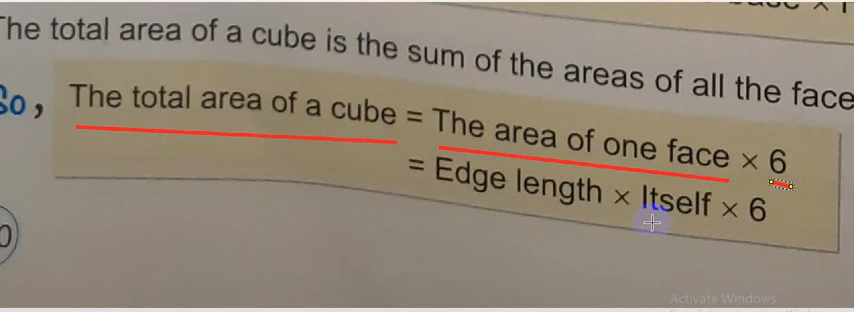 The total area of a cube is the sum of the areas of all the face
So, The total area of a cube = The area of one face × 6
= Edge length × Itself × 6
Activate Windows